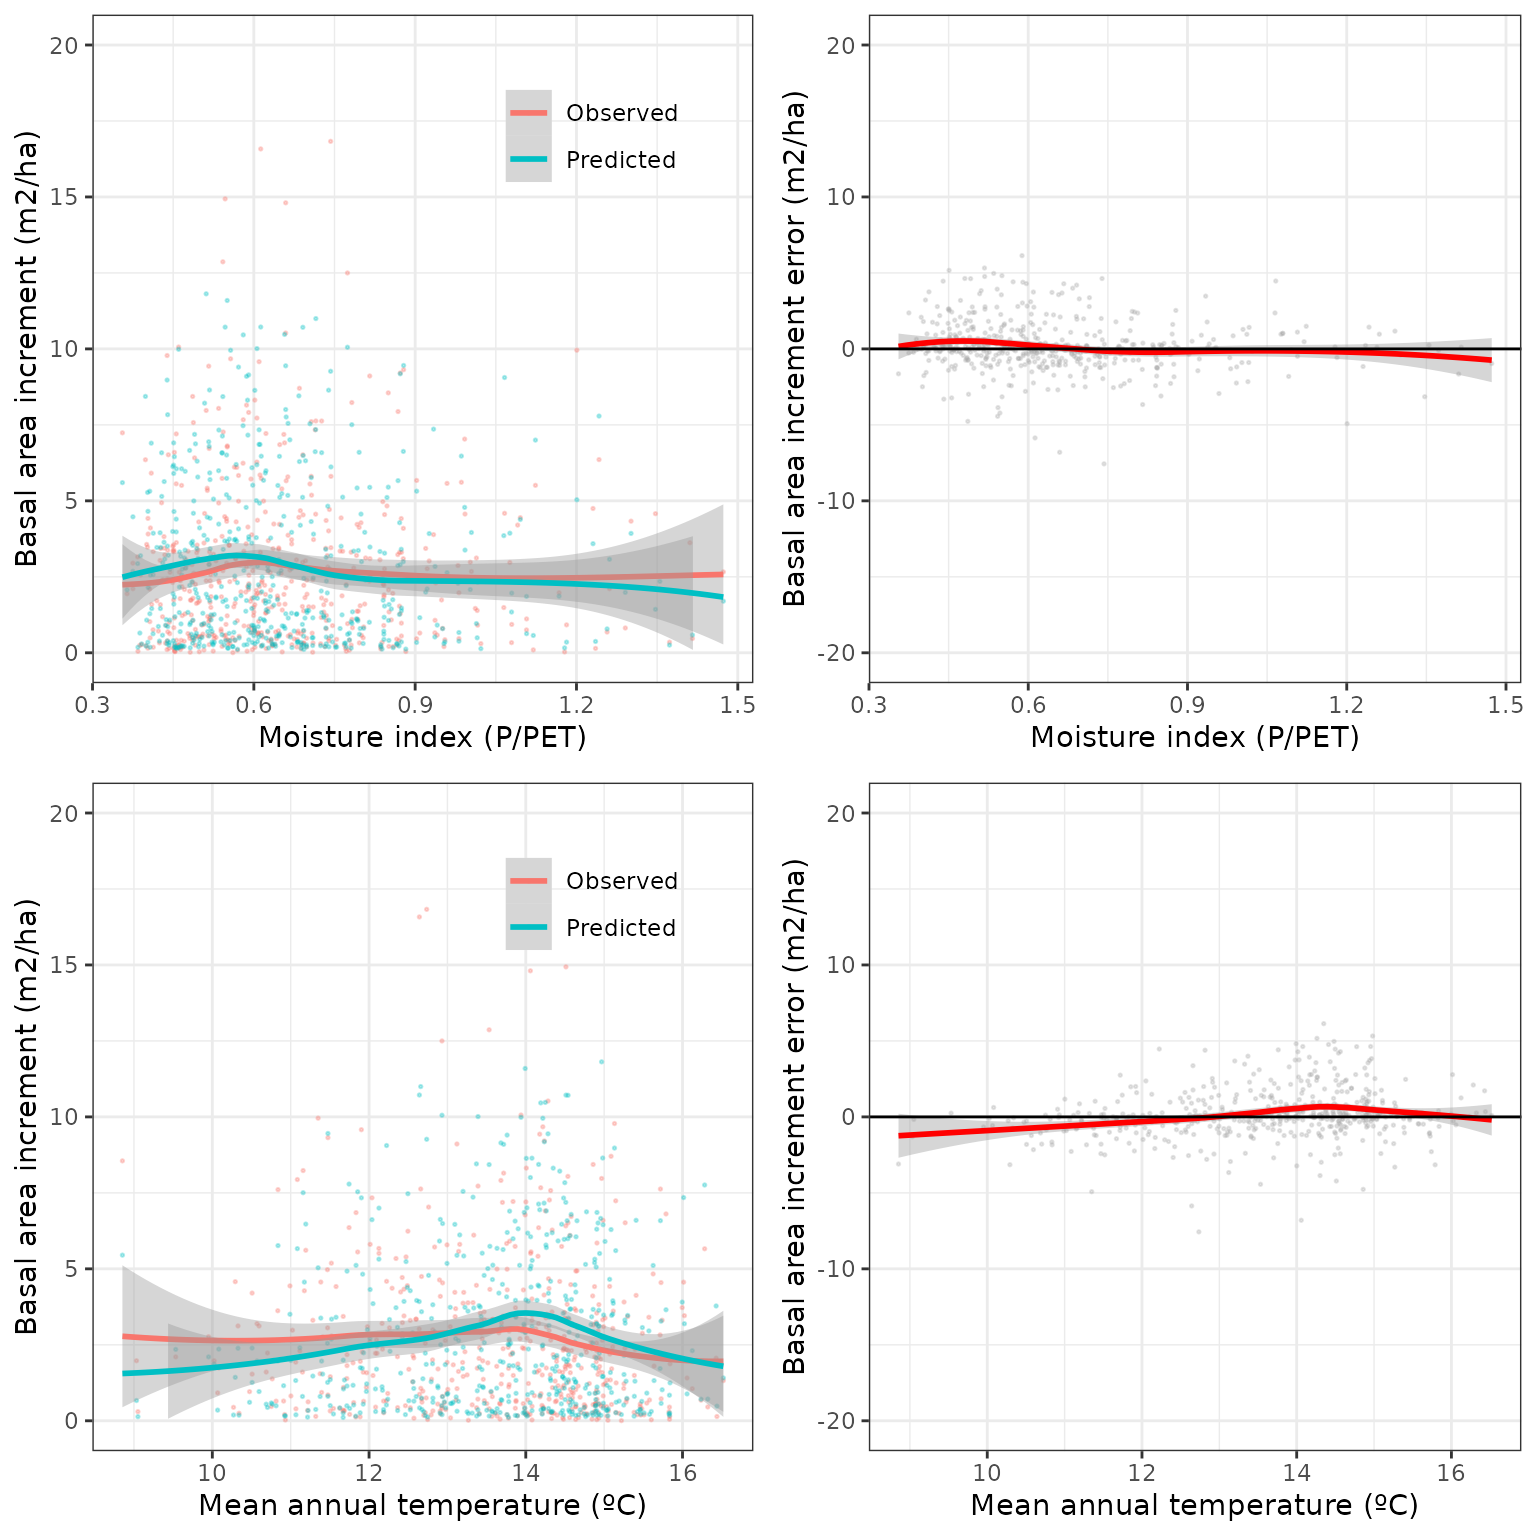 Basal area increment (m2/ha)
20
15
10
5
0
Observed
Predicted
0.3 0.6 0.9 1.2 1.5
Moisture index (P/PET)
Basal area increment error (m2/ha)
20
10
0
-10
-20
0.3 0.6 0.9 1.2 1.5
Moisture index (P/PET)
Basal area increment (m2/ha)
20
15
10
5
0
Observed
Predicted
10 12 14 16
Mean annual temperature (ºC)
Basal area increment error (m2/ha)
20
10
0
-10
-20
10 12 14 16
Mean annual temperature (ºC)